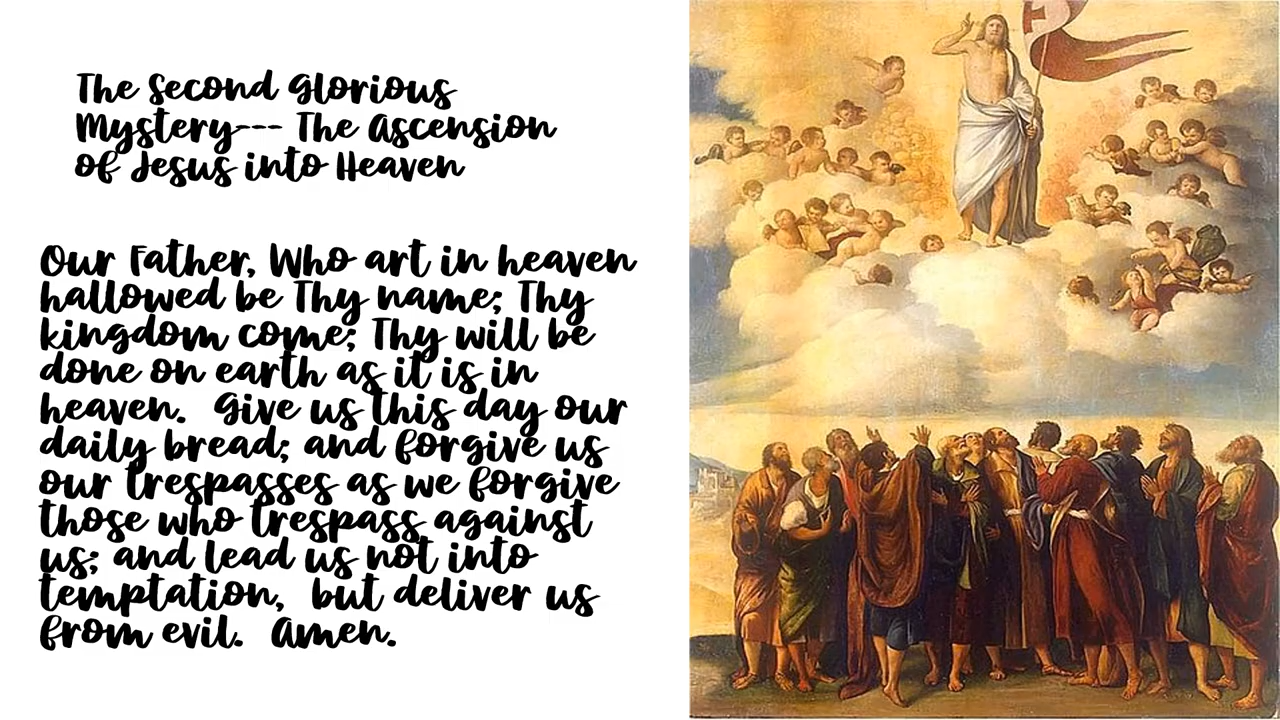 The Second Glorious
Mystery--- The Ascension
of Jesus into Heaven
Our Father, Who art in heaven
hallowed be Thy name; Thy
kingdom come; Thy will be
done on earth as it is in
heaven. Give us this day our
daily bread; and forgive us
our trespasses as we forgive
those who trespass against
us; and lead us not into
temptation, but deliver us
from evil. Amen.